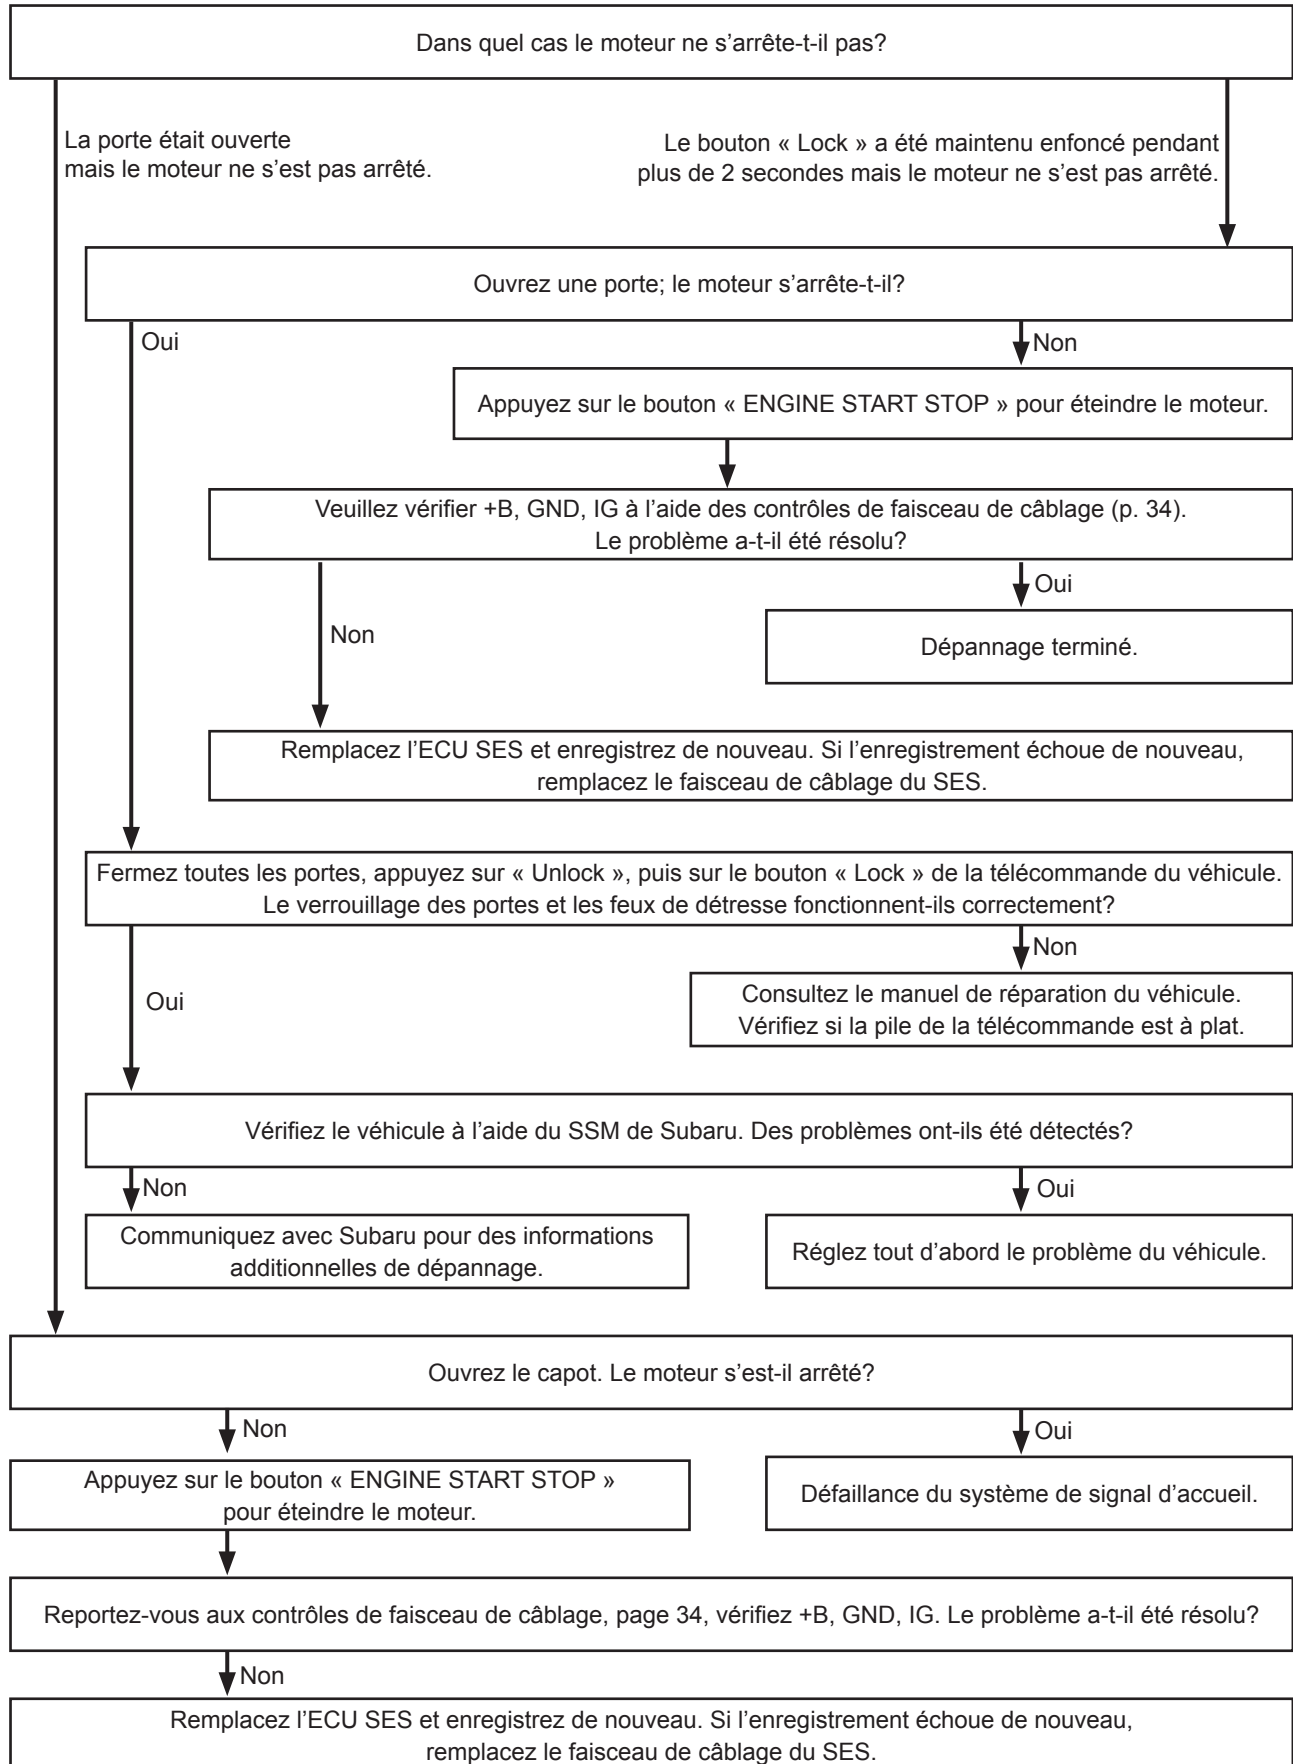 Dans quel cas le moteur ne s’arrête-t-il pas?
La porte était ouverte
mais le moteur ne s’est pas arrêté.
Le bouton « Lock » a été maintenu enfoncé pendant
plus de 2 secondes mais le moteur ne s’est pas arrêté.
Ouvrez une porte; le moteur s’arrête-t-il?
Oui
Non
Appuyez sur le bouton « ENGINE START STOP » pour éteindre le moteur.
Veuillez vérifier +B, GND, IG à l’aide des contrôles de faisceau de câblage (p. 34).
Le problème a-t-il été résolu?
Oui
Non
Dépannage terminé.
Remplacez l’ECU SES et enregistrez de nouveau. Si l’enregistrement échoue de nouveau,
remplacez le faisceau de câblage du SES.
Fermez toutes les portes, appuyez sur « Unlock », puis sur le bouton « Lock » de la télécommande du véhicule.
Le verrouillage des portes et les feux de détresse fonctionnent-ils correctement?
Non
Oui
Consultez le manuel de réparation du véhicule.
Vérifiez si la pile de la télécommande est à plat.
Vérifiez le véhicule à l’aide du SSM de Subaru. Des problèmes ont-ils été détectés?
Non
Oui
Communiquez avec Subaru pour des informations
additionnelles de dépannage.
Réglez tout d’abord le problème du véhicule.
Ouvrez le capot. Le moteur s’est-il arrêté?
Non
Oui
Appuyez sur le bouton « ENGINE START STOP »
pour éteindre le moteur.
Défaillance du système de signal d’accueil.
Reportez-vous aux contrôles de faisceau de câblage, page 34, vérifiez +B, GND, IG. Le problème a-t-il été résolu?
Non
Remplacez l’ECU SES et enregistrez de nouveau. Si l’enregistrement échoue de nouveau,
remplacez le faisceau de câblage du SES.